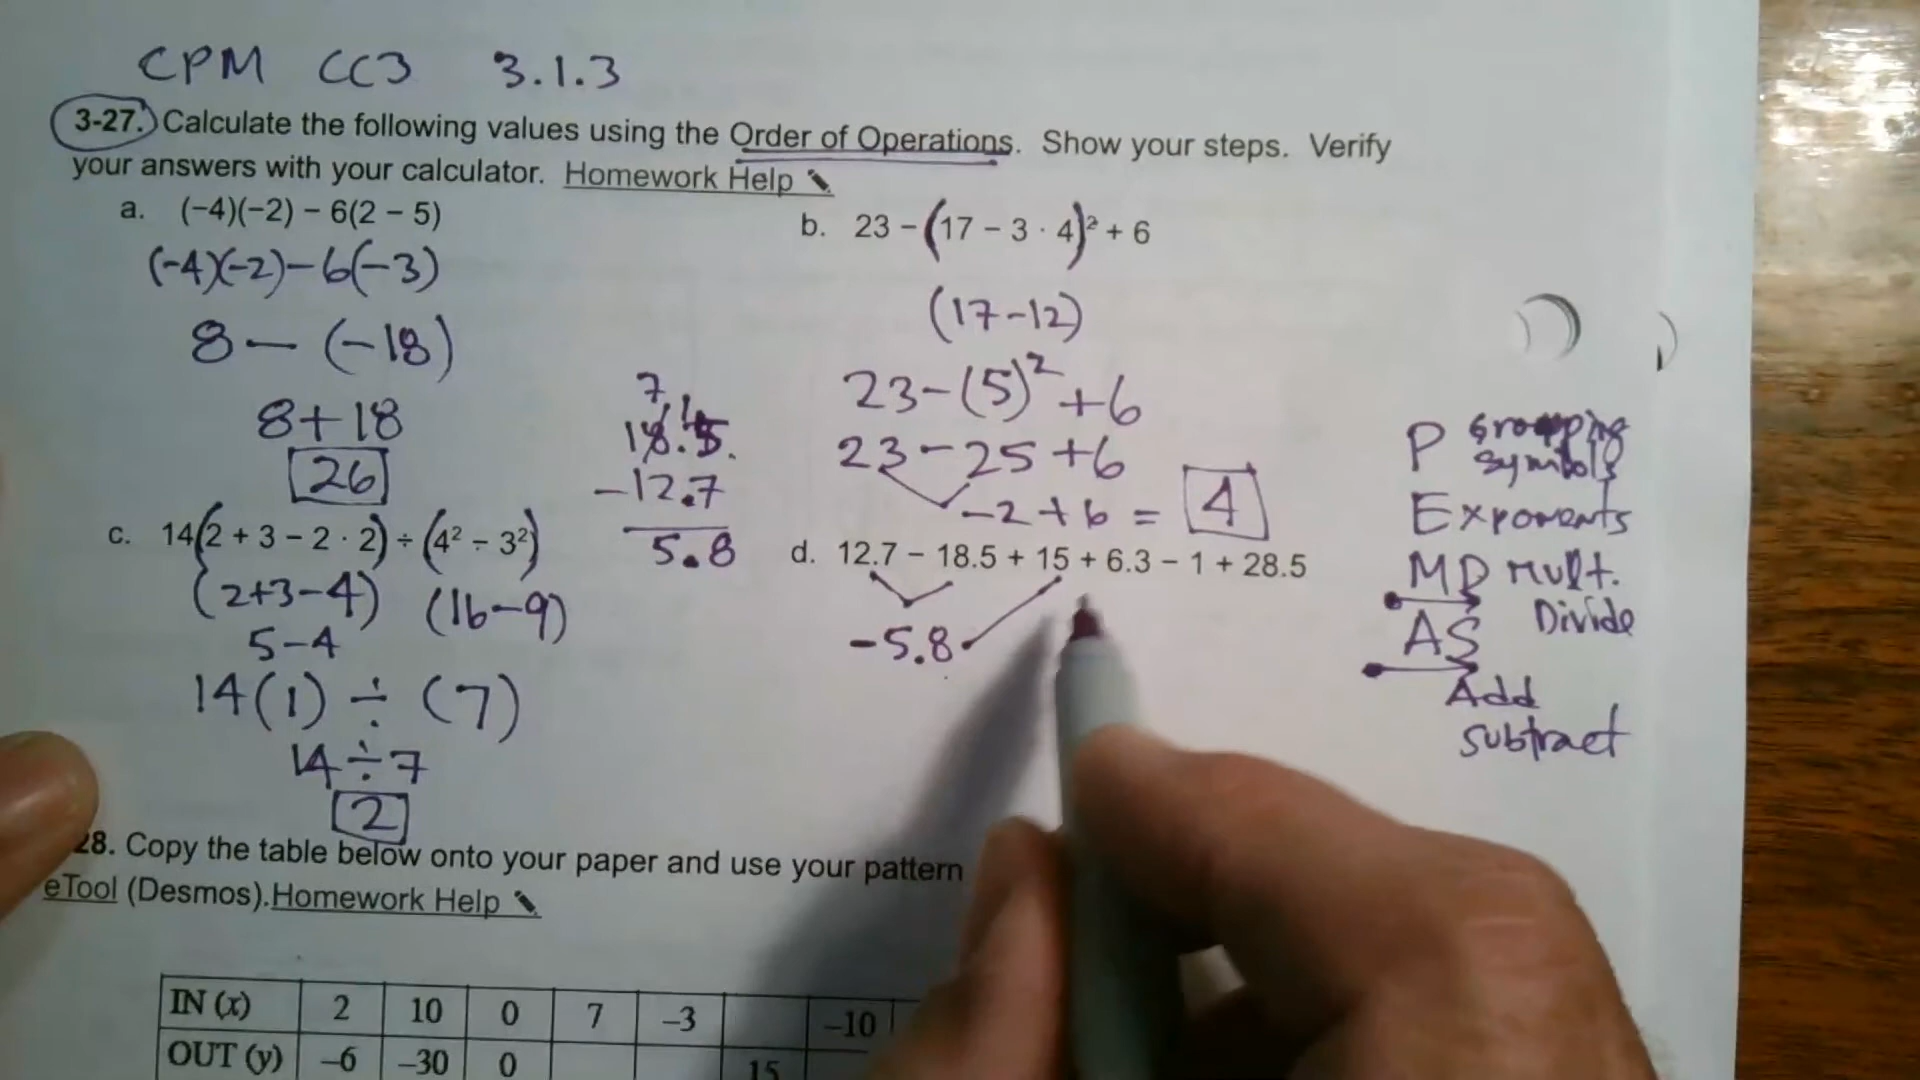 CPM CC3 3.1.3
3-27. Calculate the following values using the Order of Operations. Show your steps. Verify
your answers with your calculator. Homework Help ✎
a. (−4)(−2) − 6(2 − 5)
(-4)(-2)-6(-3)
8-(-18)
8+18
26
b. 23 − (17 − 3 · 4)² + 6
(17-12)
23-(5)²+6
23-25+6
-2+6=4
7 1
18.5.
-12.7
5.8
c. 14(2 + 3 − 2 · 2) ÷ (4² − 3²)
(2+3-4) (16-9)
5-4
14(1) ÷ (7)
14÷7
2
d. 12.7 − 18.5 + 15 + 6.3 − 1 + 28.5
-5.8
P Grouping
symbols
Exponents
MD mult.
Divide
AS
Add
subtract
28. Copy the table below onto your paper and use your pattern
eTool (Desmos).Homework Help ✎
IN (x) 2 10 0 7 −3 −10
OUT (y) −6 −30 0 15